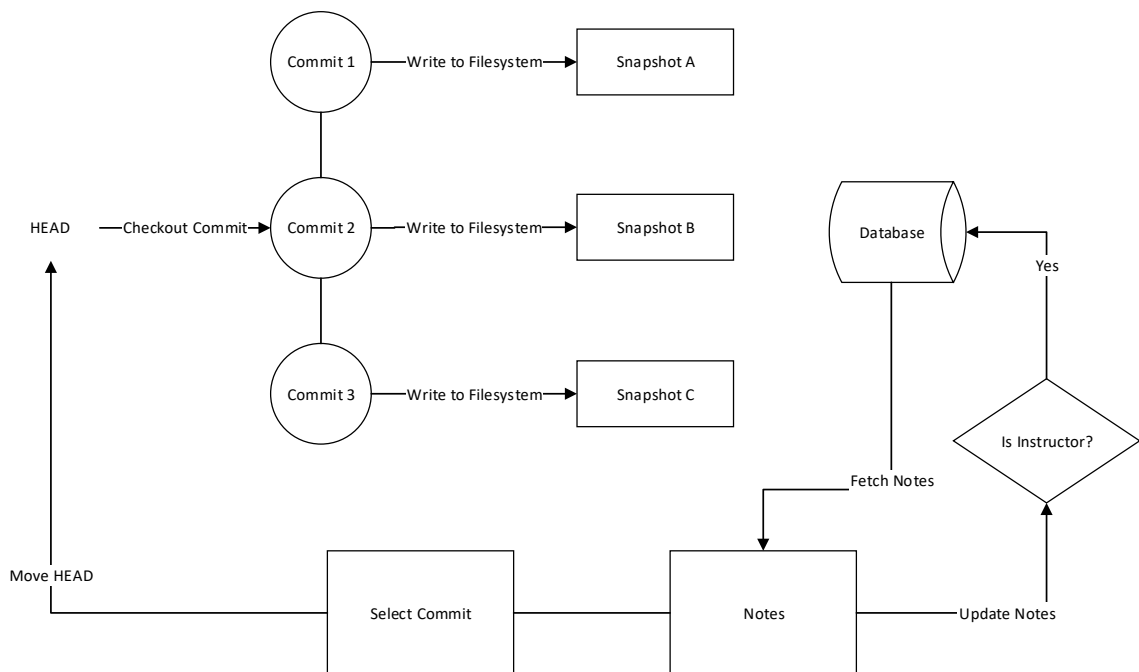 Commit 1
Write to Filesystem
Snapshot A
HEAD
Checkout Commit
Commit 2
Write to Filesystem
Snapshot B
Database
Yes
Commit 3
Write to Filesystem
Snapshot C
Is Instructor?
Fetch Notes
Move HEAD
Select Commit
Notes
Update Notes